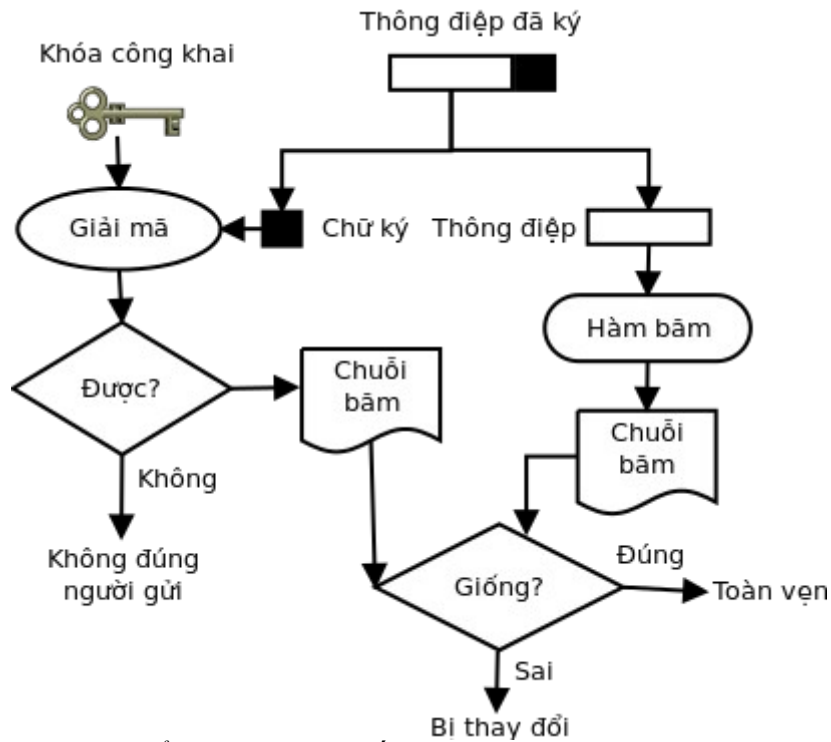 Thông điệp đã ký
Khóa công khai
Giải mã
Chữ ký
Thông điệp
Hàm băm
Được?
Chuỗi
băm
Chuỗi
băm
Không
Không đúng
người gửi
Giống?
Đúng
Toàn vẹn
Sai
Bị thay đổi